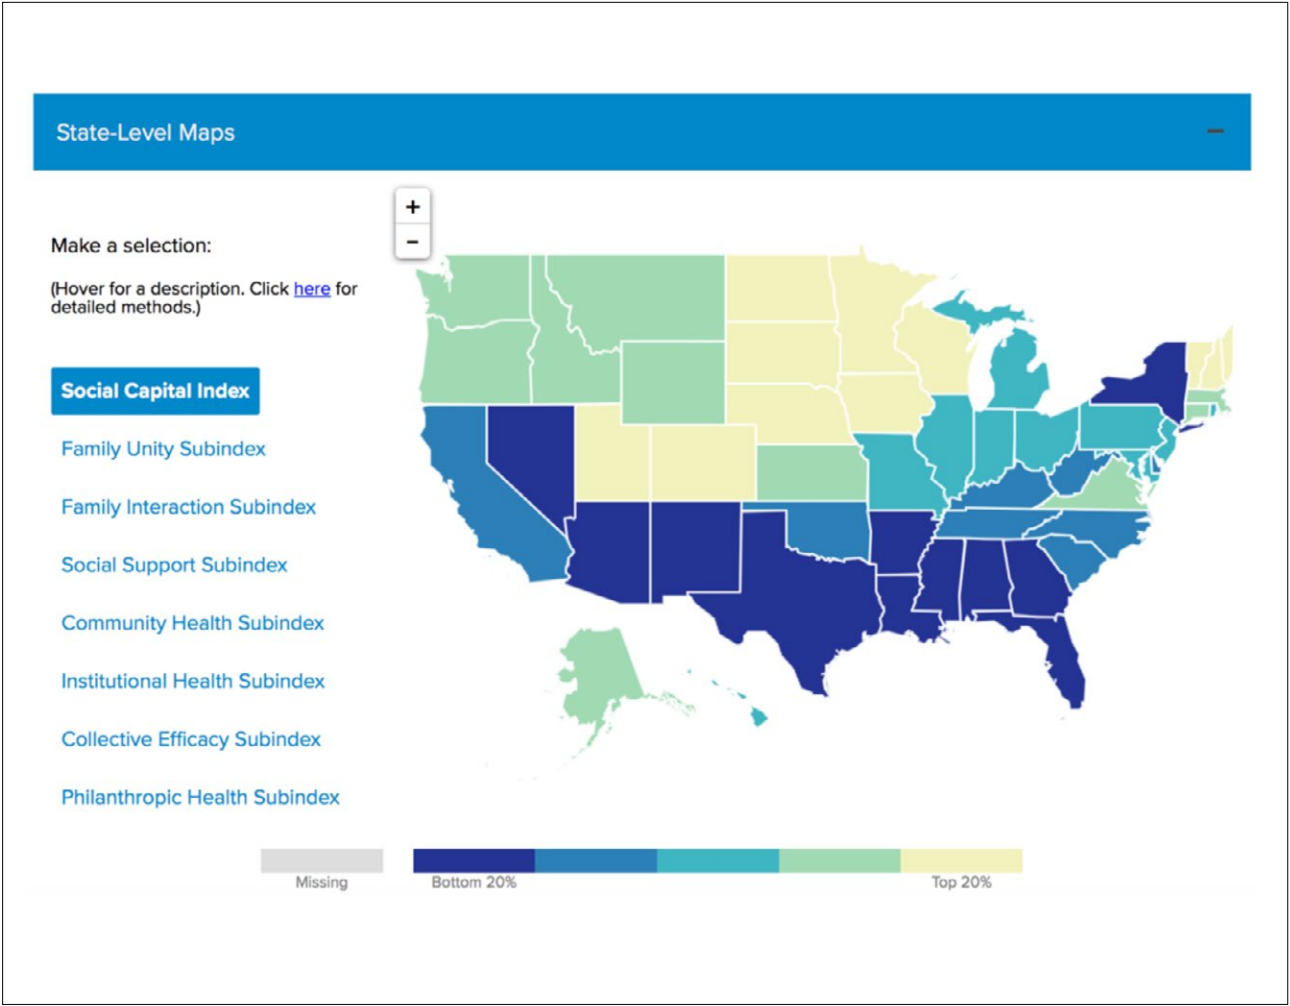 State-Level Maps
+
−
Make a selection:
(Hover for a description. Click here for
detailed methods.)
Social Capital Index
Family Unity Subindex
Family Interaction Subindex
Social Support Subindex
Community Health Subindex
Institutional Health Subindex
Collective Efficacy Subindex
Philanthropic Health Subindex
Missing
Bottom 20%
Top 20%